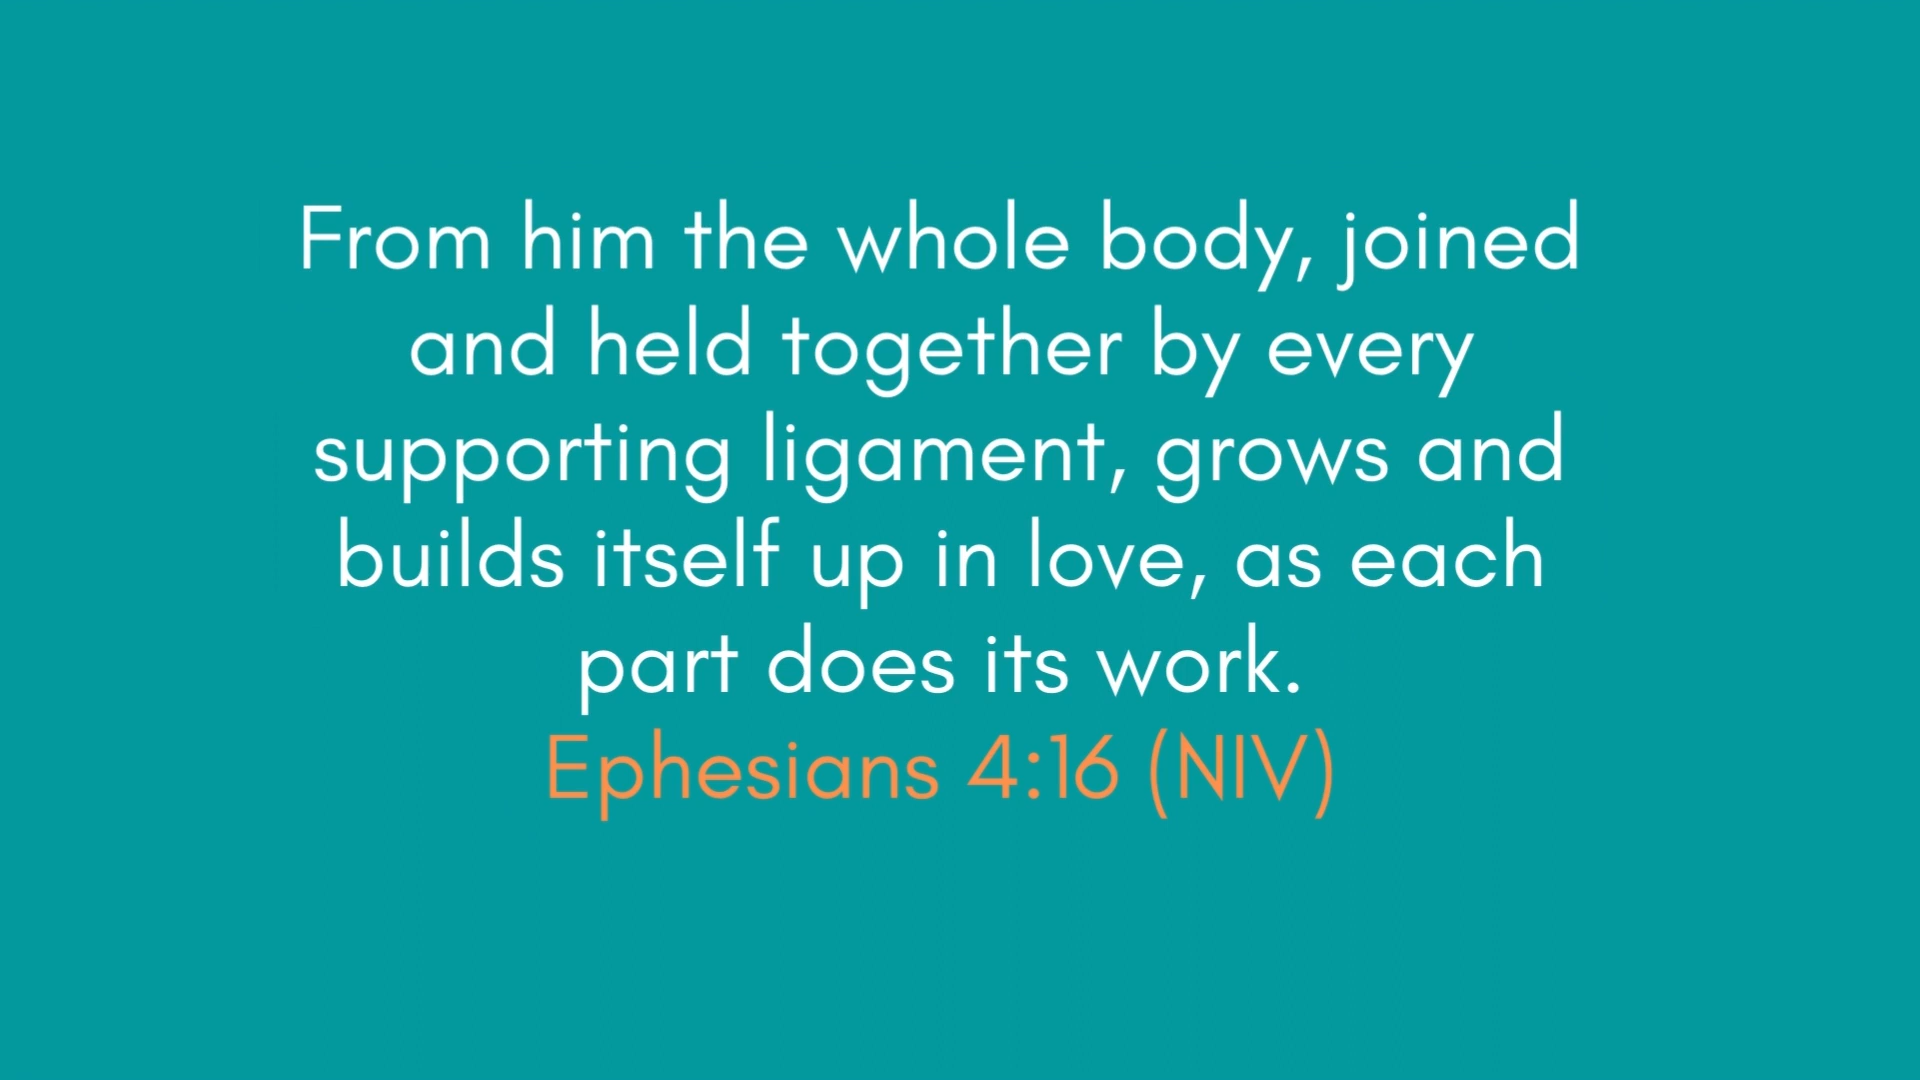 From him the whole body, joined
and held together by every
supporting ligament, grows and
builds itself up in love, as each
part does its work.
Ephesians 4:16 (NIV)